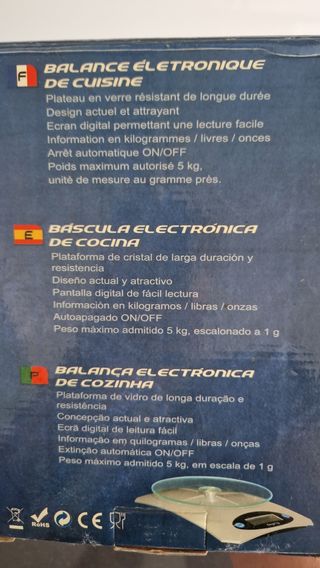 F
BALANCE ÉLETRONIQUE
DE CUISINE
Plateau en verre résistant de longue durée
Design actuel et attrayant
Ecran digital permettant une lecture facile
Information en kilogrammes / livres / onces
Arrêt automatique ON/OFF
Poids maximum autorisé 5 kg,
unité de mesure au gramme prés.
E
BÁSCULA ELECTRÓNICA
DE COCINA
Plataforma de cristal de larga duración y
resistencia
Diseño actual y atractivo
Pantalla digital de fácil lectura
Información en kilogramos / libras / onzas
Autoapagado ON/OFF
Peso máximo admitido 5 kg, escalonado a 1 g
P
BALANÇA ELECTRÓNICA
DE COZINHA
Plataforma de vidro de longa duração e
resistência
Concepção actual e atractiva
Ecrã digital de leitura fácil
Informação em quilogramas / libras / onças
Extinção automática ON/OFF
Peso máximo admitido 5 kg, em escala de 1 g
RoHS
CE